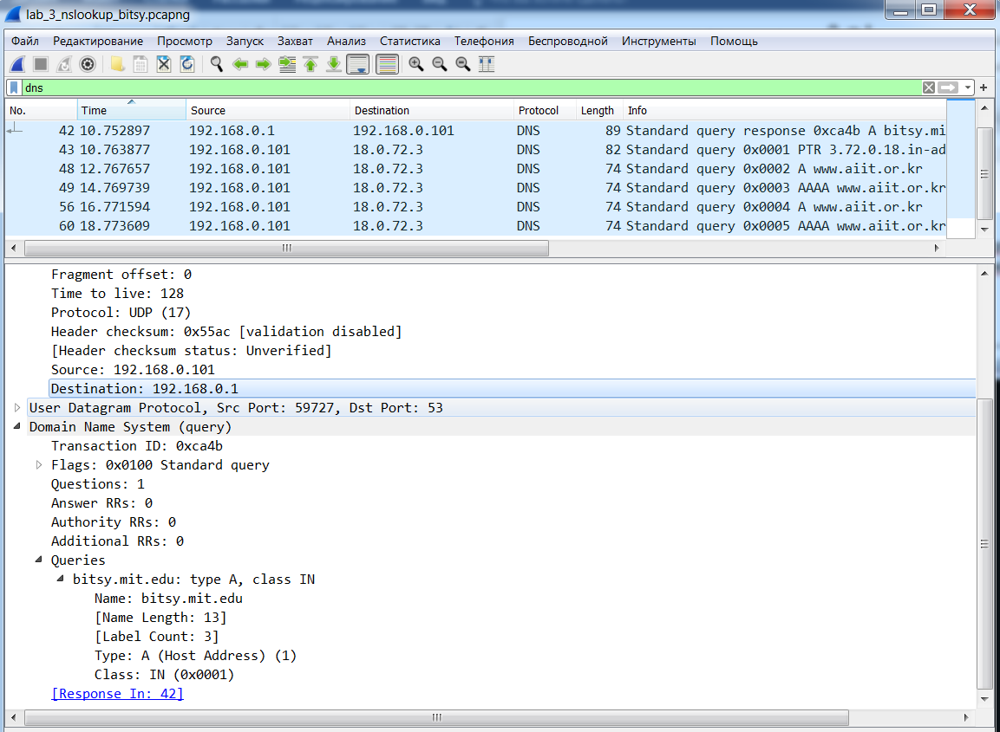 lab_3_nslookup_bitsy.pcapng
Файл Редактирование Просмотр Запуск Захват Анализ Статистика Телефония Беспроводной Инструменты Помощь
dns
No. Time Source Destination Protocol Length Info
42 10.752897 192.168.0.1 192.168.0.101 DNS 89 Standard query response 0xca4b A bitsy.mi
43 10.763877 192.168.0.101 18.0.72.3 DNS 82 Standard query 0x0001 PTR 3.72.0.18.in-ad
48 12.767657 192.168.0.101 18.0.72.3 DNS 74 Standard query 0x0002 A www.aiit.or.kr
49 14.769739 192.168.0.101 18.0.72.3 DNS 74 Standard query 0x0003 AAAA www.aiit.or.kr
56 16.771594 192.168.0.101 18.0.72.3 DNS 74 Standard query 0x0004 A www.aiit.or.kr
60 18.773609 192.168.0.101 18.0.72.3 DNS 74 Standard query 0x0005 AAAA www.aiit.or.kr
Fragment offset: 0
Time to live: 128
Protocol: UDP (17)
Header checksum: 0x55ac [validation disabled]
[Header checksum status: Unverified]
Source: 192.168.0.101
Destination: 192.168.0.1
User Datagram Protocol, Src Port: 59727, Dst Port: 53
Domain Name System (query)
Transaction ID: 0xca4b
Flags: 0x0100 Standard query
Questions: 1
Answer RRs: 0
Authority RRs: 0
Additional RRs: 0
Queries
bitsy.mit.edu: type A, class IN
Name: bitsy.mit.edu
[Name Length: 13]
[Label Count: 3]
Type: A (Host Address) (1)
Class: IN (0x0001)
[Response In: 42]